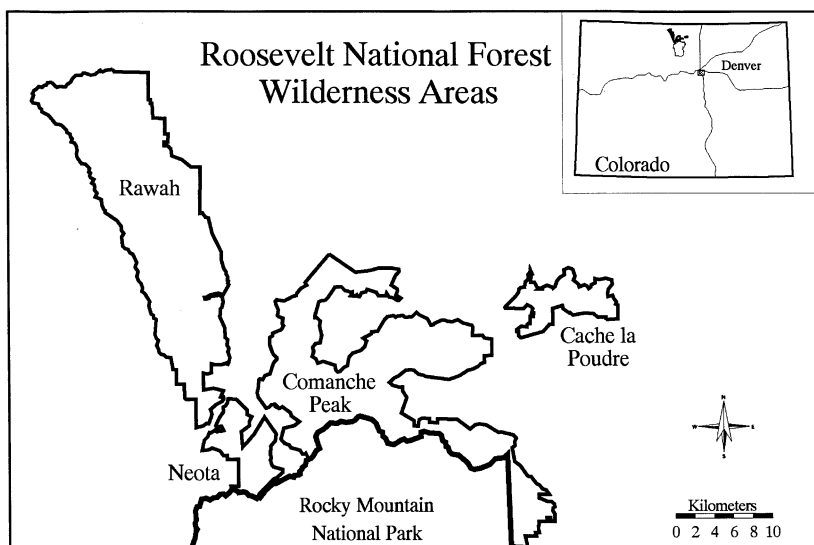 Roosevelt National Forest
Wilderness Areas
Denver
Colorado
Rawah
Cache la
Poudre
Comanche
Peak
Neota
Rocky Mountain
National Park
N
W E
S
Kilometers
0 2 4 6 8 10